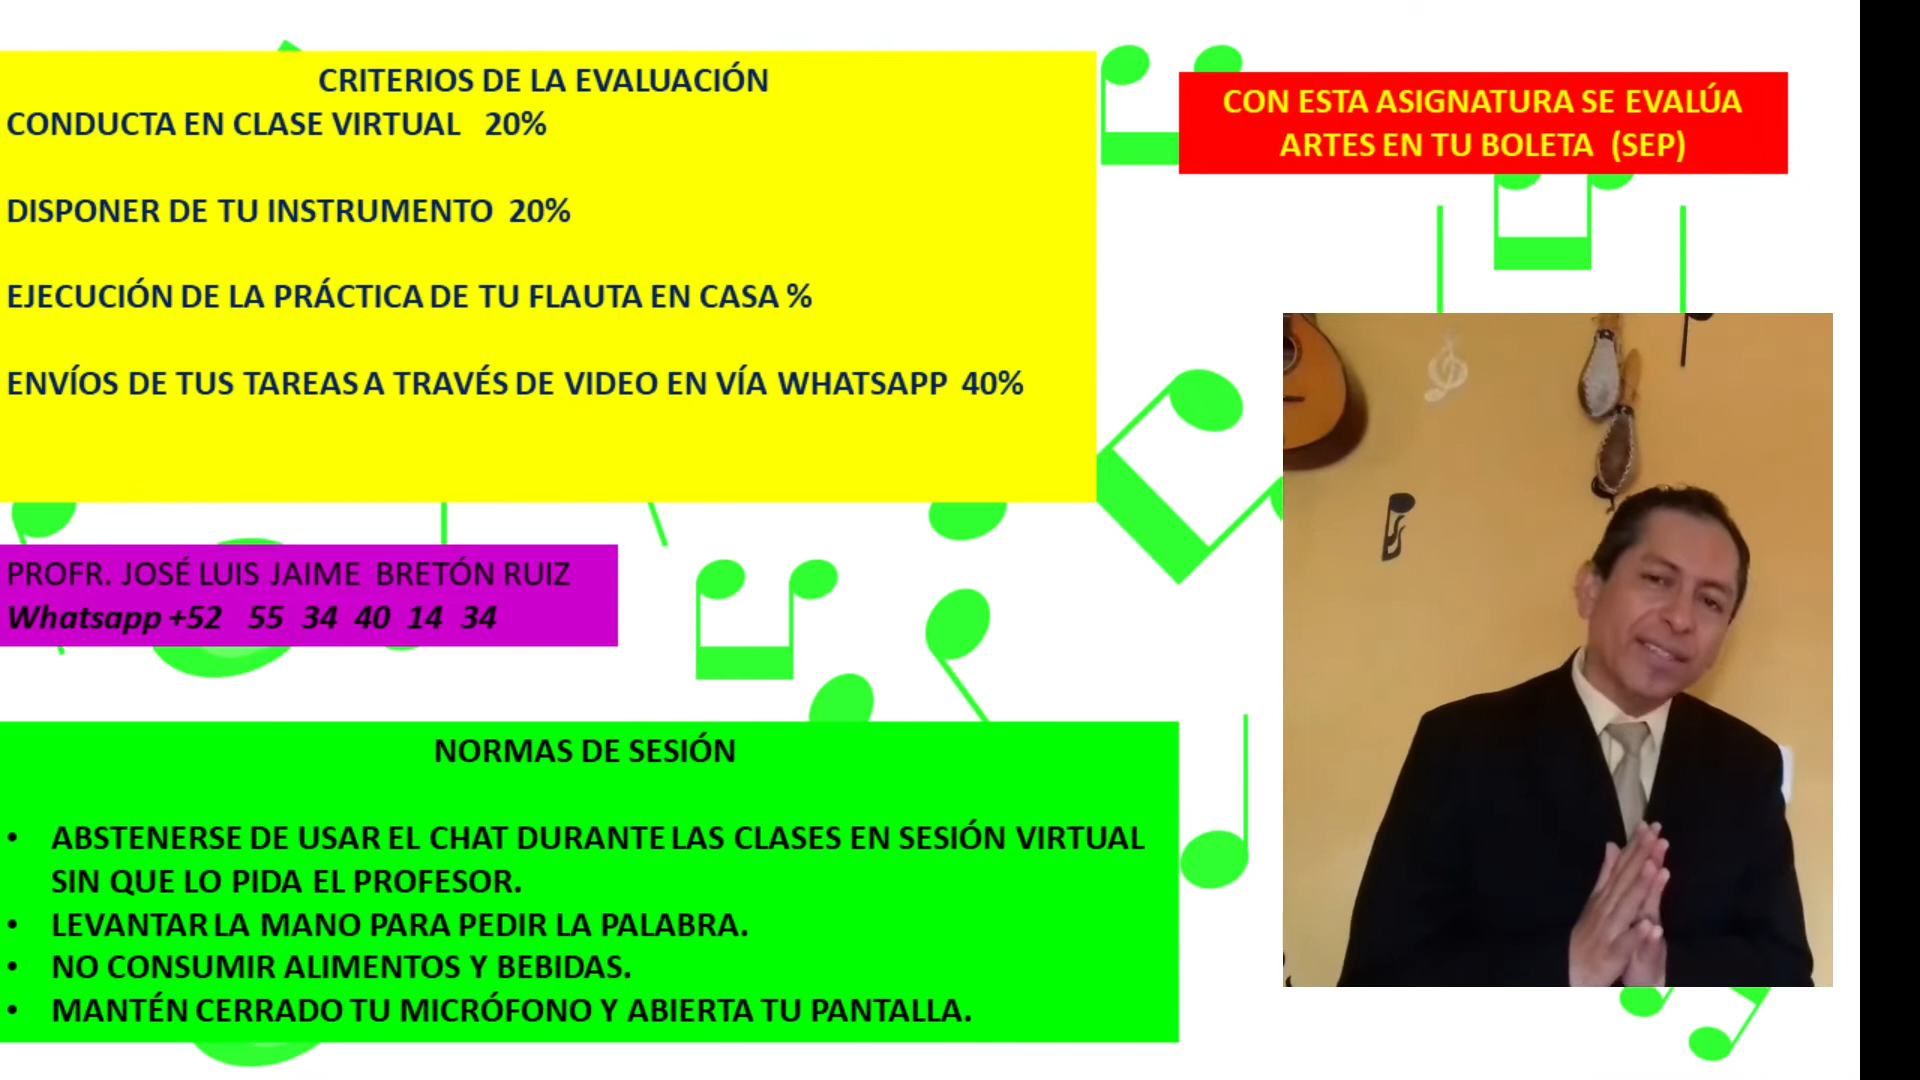 CRITERIOS DE LA EVALUACIÓN
CONDUCTA EN CLASE VIRTUAL 20%
DISPONER DE TU INSTRUMENTO 20%
EJECUCIÓN DE LA PRÁCTICA DE TU FLAUTA EN CASA %
ENVÍOS DE TUS TAREAS A TRAVÉS DE VIDEO EN VÍA WHATSAPP 40%
CON ESTA ASIGNATURA SE EVALÚA
ARTES EN TU BOLETA (SEP)
PROFR. JOSÉ LUIS JAIME BRETÓN RUIZ
Whatsapp +52 55 34 40 14 34
NORMAS DE SESIÓN
• ABSTENERSE DE USAR EL CHAT DURANTE LAS CLASES EN SESIÓN VIRTUAL
SIN QUE LO PIDA EL PROFESOR.
• LEVANTAR LA MANO PARA PEDIR LA PALABRA.
• NO CONSUMIR ALIMENTOS Y BEBIDAS.
• MANTÉN CERRADO TU MICRÓFONO Y ABIERTA TU PANTALLA.